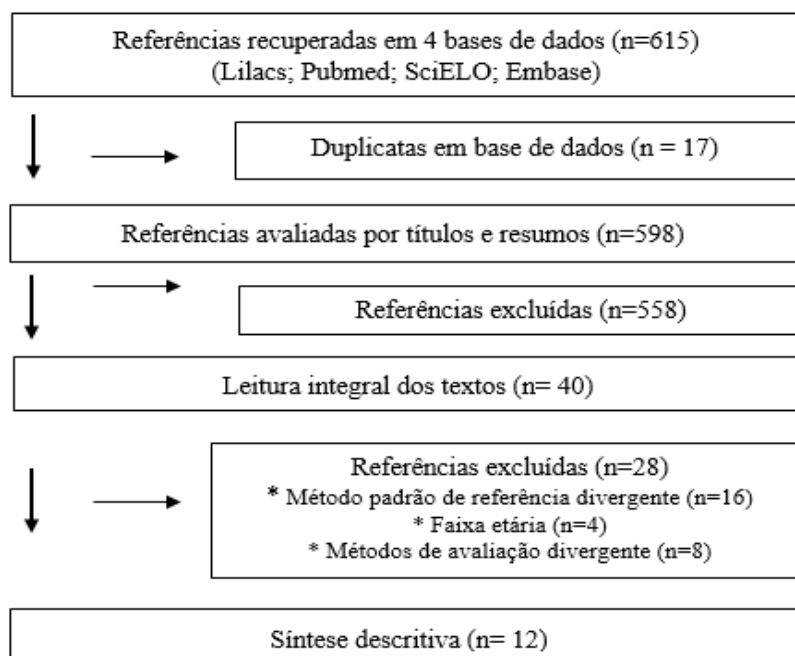 Referências recuperadas em 4 bases de dados (n=615)
(Lilacs; Pubmed; SciELO; Embase)
Duplicatas em base de dados (n = 17)
Referências avaliadas por títulos e resumos (n=598)
Referências excluídas (n=558)
Leitura integral dos textos (n= 40)
Referências excluídas (n=28)
* Método padrão de referência divergente (n=16)
* Faixa etária (n=4)
* Métodos de avaliação divergente (n=8)
Síntese descritiva (n= 12)